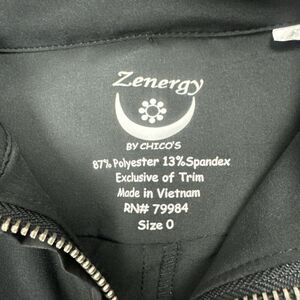 Zenergy
BY CHICO'S
87% Polyester 13% Spandex
Exclusive of Trim
Made in Vietnam
RN# 79984
Size 0